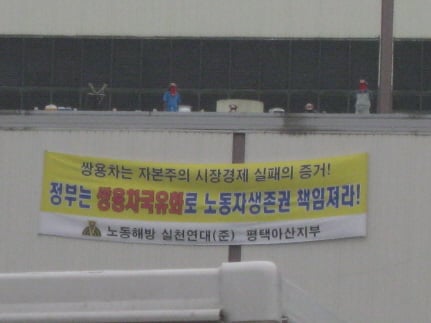 쌍용차는 자본주의 시장경제 실패의 증거!
정부는 쌍용차국유화로 노동자생존권 책임져라!
노동해방 실천연대(準) 평택아산지부